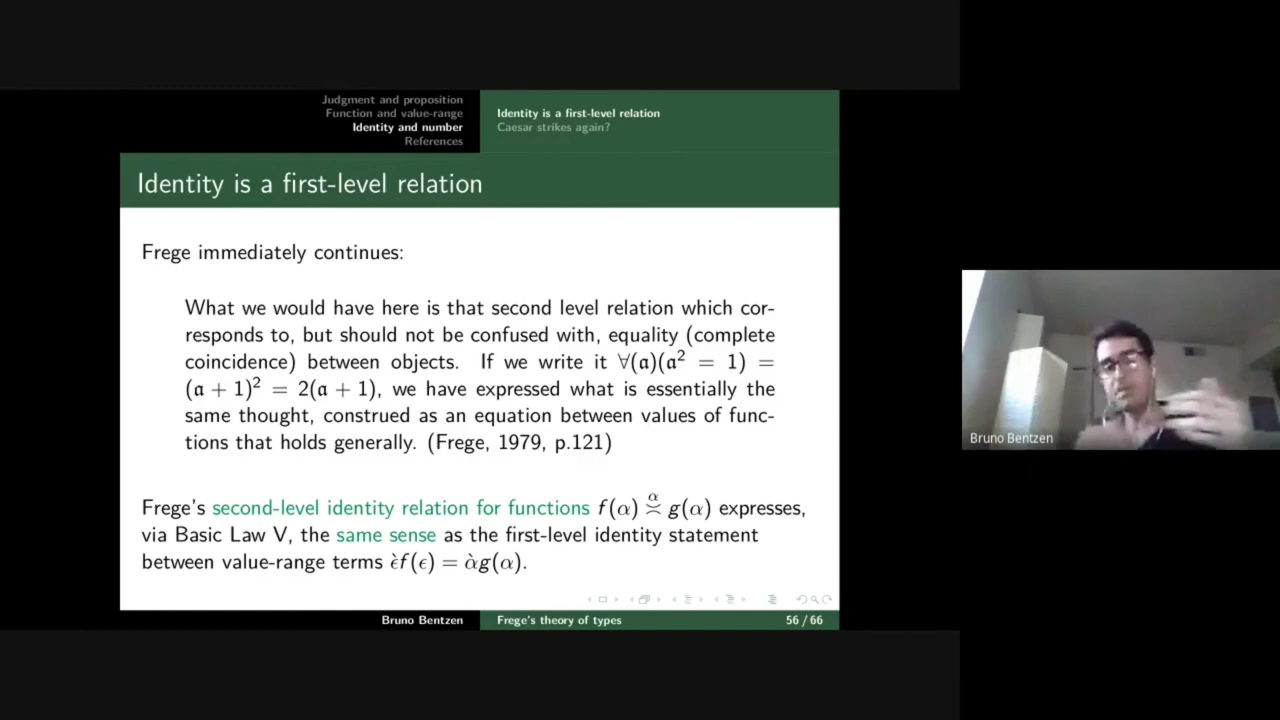 Judgment and proposition
Function and value-range
Identity and number
References
Identity is a first-level relation
Caesar strikes again?
Identity is a first-level relation
Frege immediately continues:
What we would have here is that second level relation which cor-
responds to, but should not be confused with, equality (complete
coincidence) between objects. If we write it ∀(𝔞)(𝔞² = 1) =
(𝔞 + 1)² = 2(𝔞 + 1), we have expressed what is essentially the
same thought, construed as an equation between values of func-
tions that holds generally. (Frege, 1979, p.121)
Frege's second-level identity relation for functions f(α) ≍^α g(α) expresses,
via Basic Law V, the same sense as the first-level identity statement
between value-range terms ἐf(ϵ) = ὰg(α).
Bruno Bentzen
Frege's theory of types
56 / 66
Bruno Bentzen